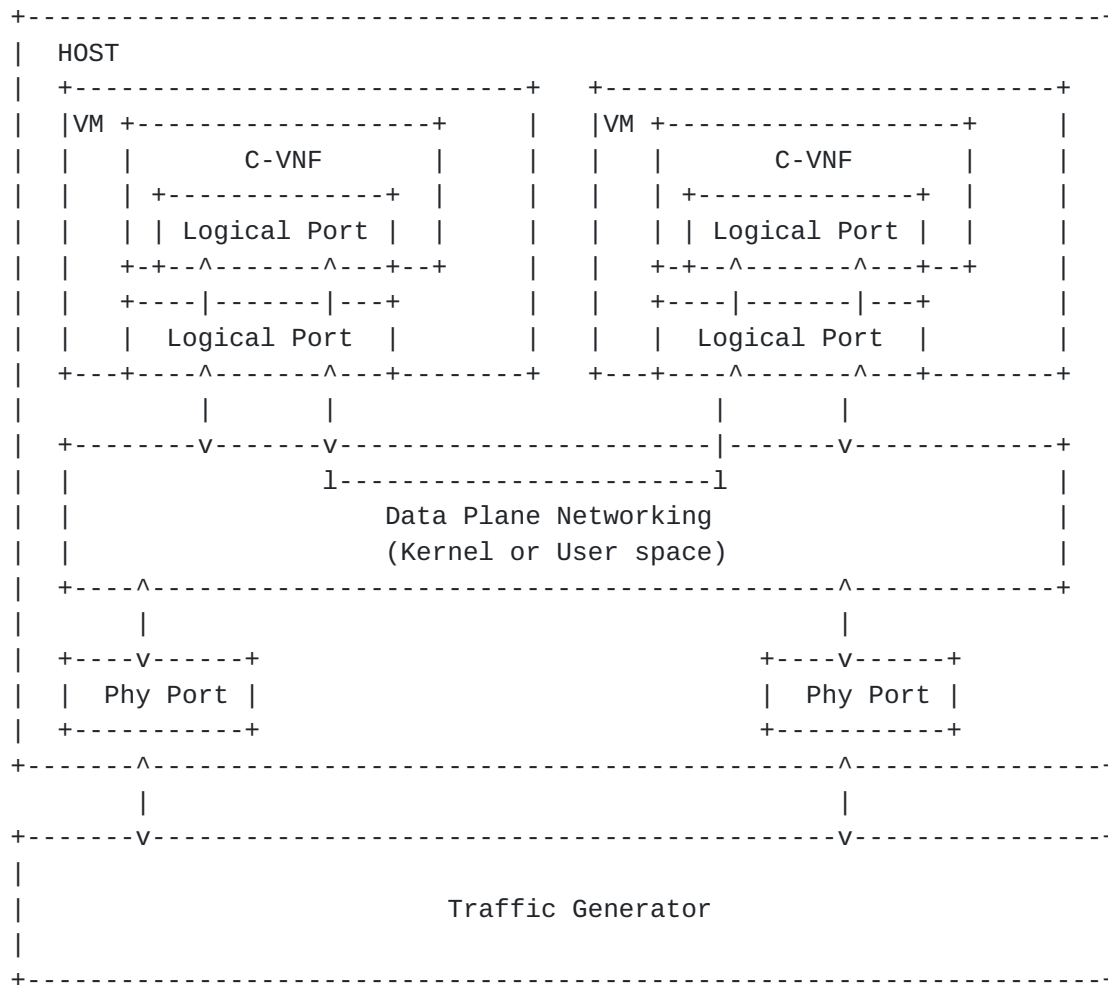 HOST
VM VM
C-VNF C-VNF
Logical Port Logical Port
Logical Port Logical Port
Data Plane Networking
(Kernel or User space)
Phy Port Phy Port
Traffic Generator